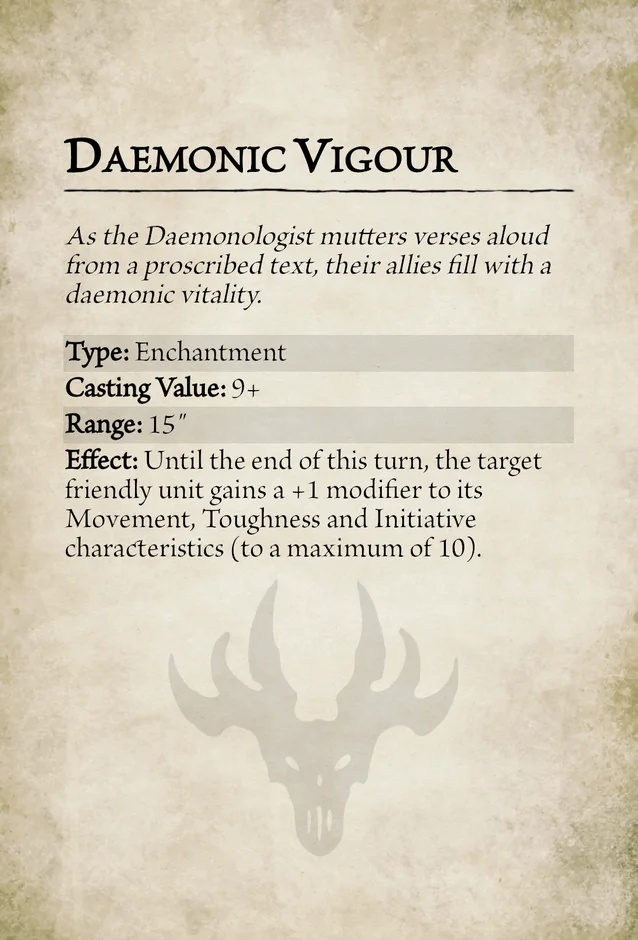 Daemonic Vigour
As the Daemonologist mutters verses aloud
from a proscribed text, their allies fill with a
daemonic vitality.
Type: Enchantment
Casting Value: 9+
Range: 15"
Effect: Until the end of this turn, the target
friendly unit gains a +1 modifier to its
Movement, Toughness and Initiative
characteristics (to a maximum of 10).